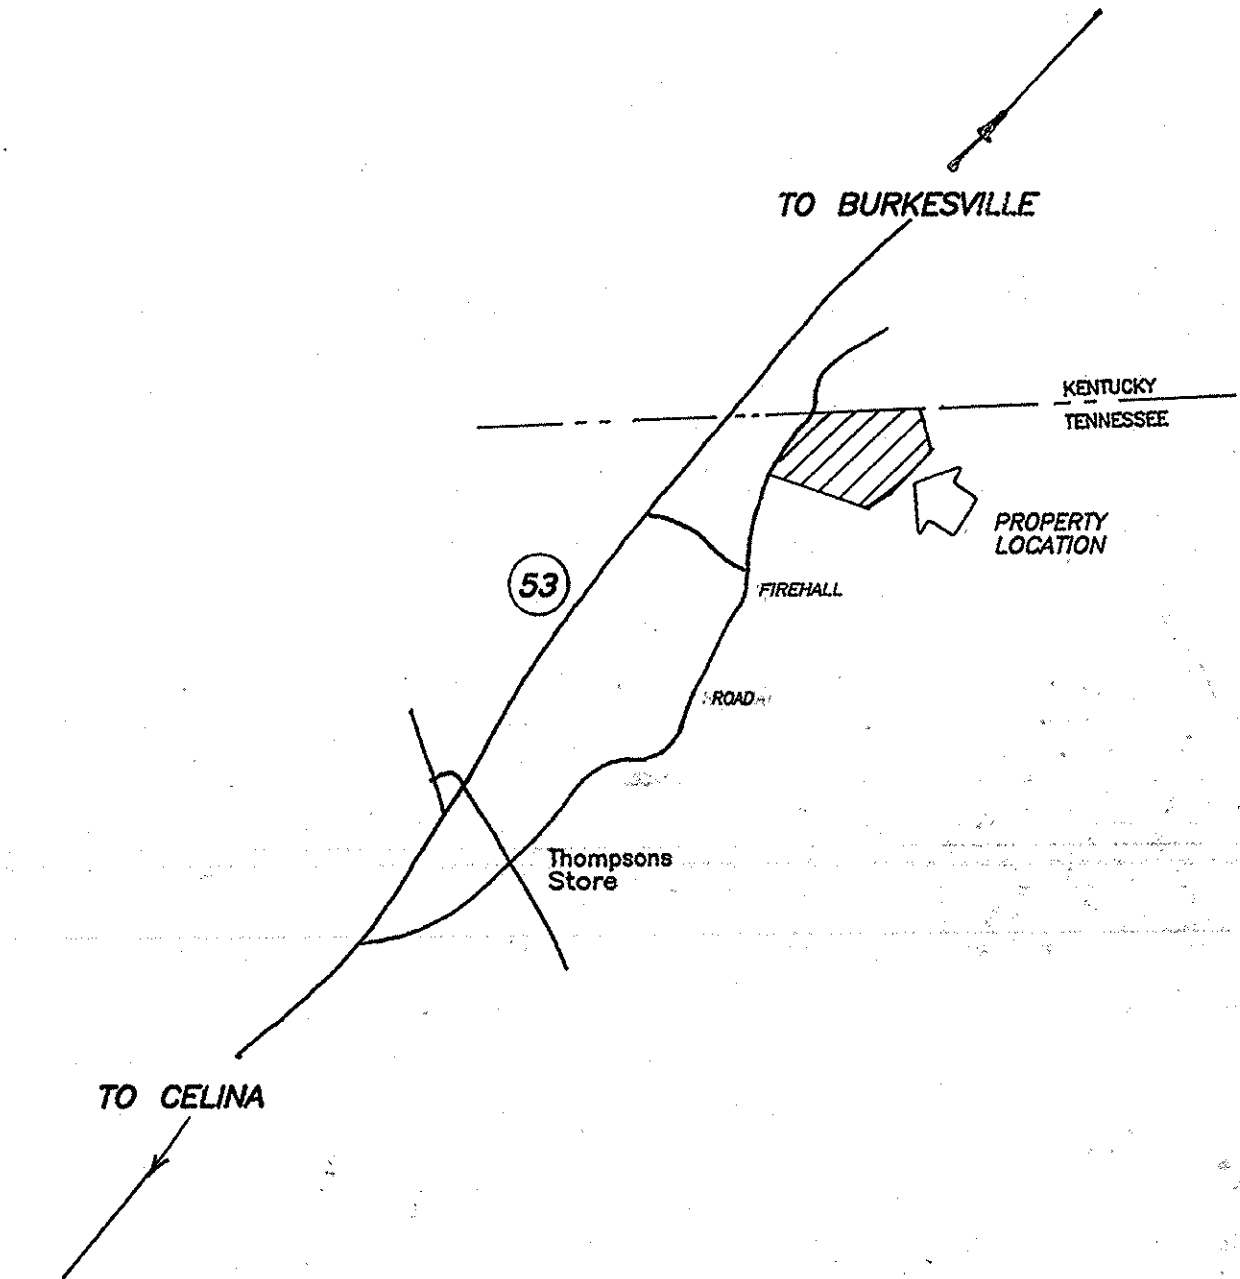 TO BURKESVILLE
KENTUCKY
TENNESSEE
PROPERTY
LOCATION
53
FIREHALL
ROAD
Thompsons
Store
TO CELINA